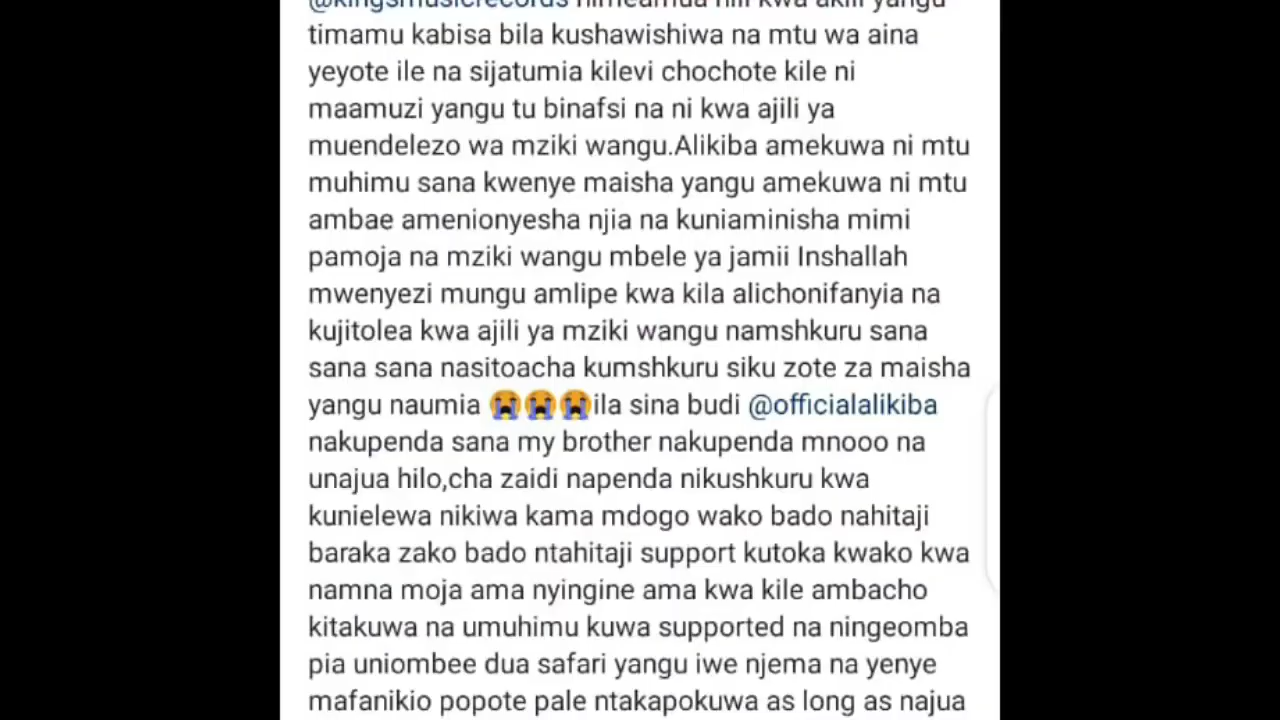 @kingsmusicrecords nimeamua hili kwa akili yangu
timamu kabisa bila kushawishiwa na mtu wa aina
yeyote ile na sijatumia kilevi chochote kile ni
maamuzi yangu tu binafsi na ni kwa ajili ya
muendelezo wa mziki wangu.Alikiba amekuwa ni mtu
muhimu sana kwenye maisha yangu amekuwa ni mtu
ambae amenionyesha njia na kuniaminisha mimi
pamoja na mziki wangu mbele ya jamii Inshallah
mwenyezi mungu amlipe kwa kila alichonifanyia na
kujitolea kwa ajili ya mziki wangu namshkuru sana
sana sana nasitoacha kumshkuru siku zote za maisha
yangu naumia 😭😭😭ila sina budi @officialalikiba
nakupenda sana my brother nakupenda mnooo na
unajua hilo,cha zaidi napenda nikushkuru kwa
kunielewa nikiwa kama mdogo wako bado nahitaji
baraka zako bado ntahitaji support kutoka kwako kwa
namna moja ama nyingine ama kwa kile ambacho
kitakuwa na umuhimu kuwa supported na ningeomba
pia uniombee dua safari yangu iwe njema na yenye
mafanikio popote pale ntakapokuwa as long as najua